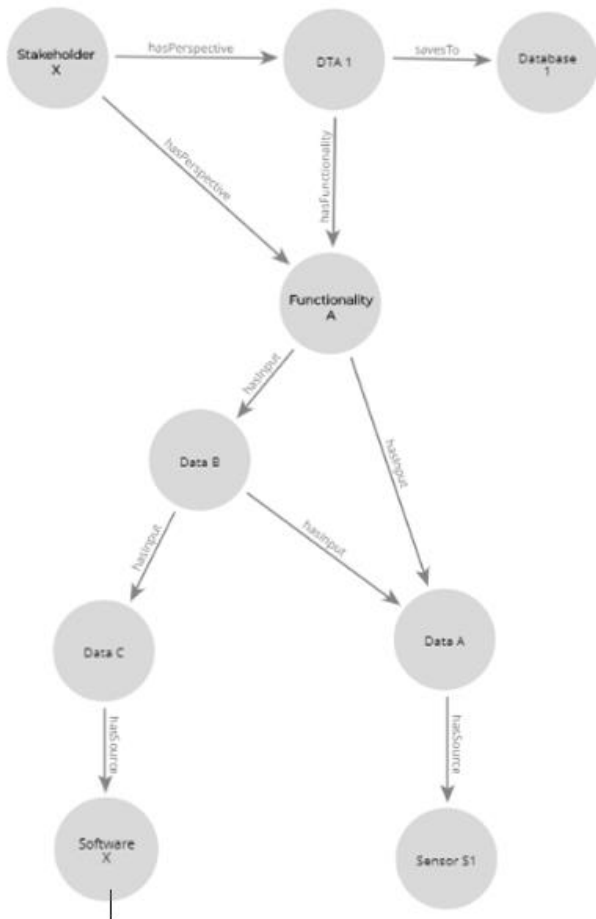 Stakeholder
X
hasPerspective
DTA 1
savesTo
Database
1
hasPerspective
hasFunctionality
Functionality
A
hasInput
hasInput
Data B
hasInput
hasInput
Data C
Data A
hasSource
hasSource
Software
X
Sensor S1